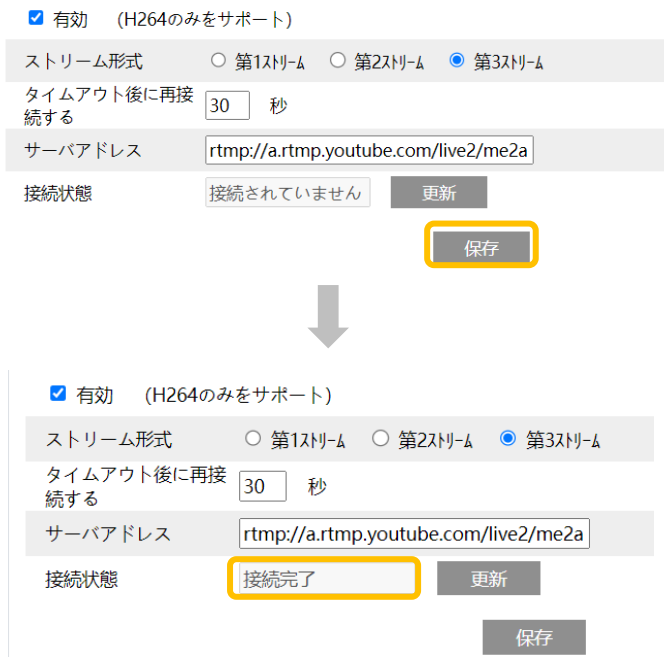 有効 (H264のみをサポート)
ストリーム形式 第1ｽﾄﾘｰﾑ 第2ｽﾄﾘｰﾑ 第3ｽﾄﾘｰﾑ
タイムアウト後に再接
続する 30 秒
サーバアドレス rtmp://a.rtmp.youtube.com/live2/me2a
接続状態 接続されていません 更新
保存
有効 (H264のみをサポート)
ストリーム形式 第1ｽﾄﾘｰﾑ 第2ｽﾄﾘｰﾑ 第3ｽﾄﾘｰﾑ
タイムアウト後に再接
続する 30 秒
サーバアドレス rtmp://a.rtmp.youtube.com/live2/me2a
接続状態 接続完了 更新
保存